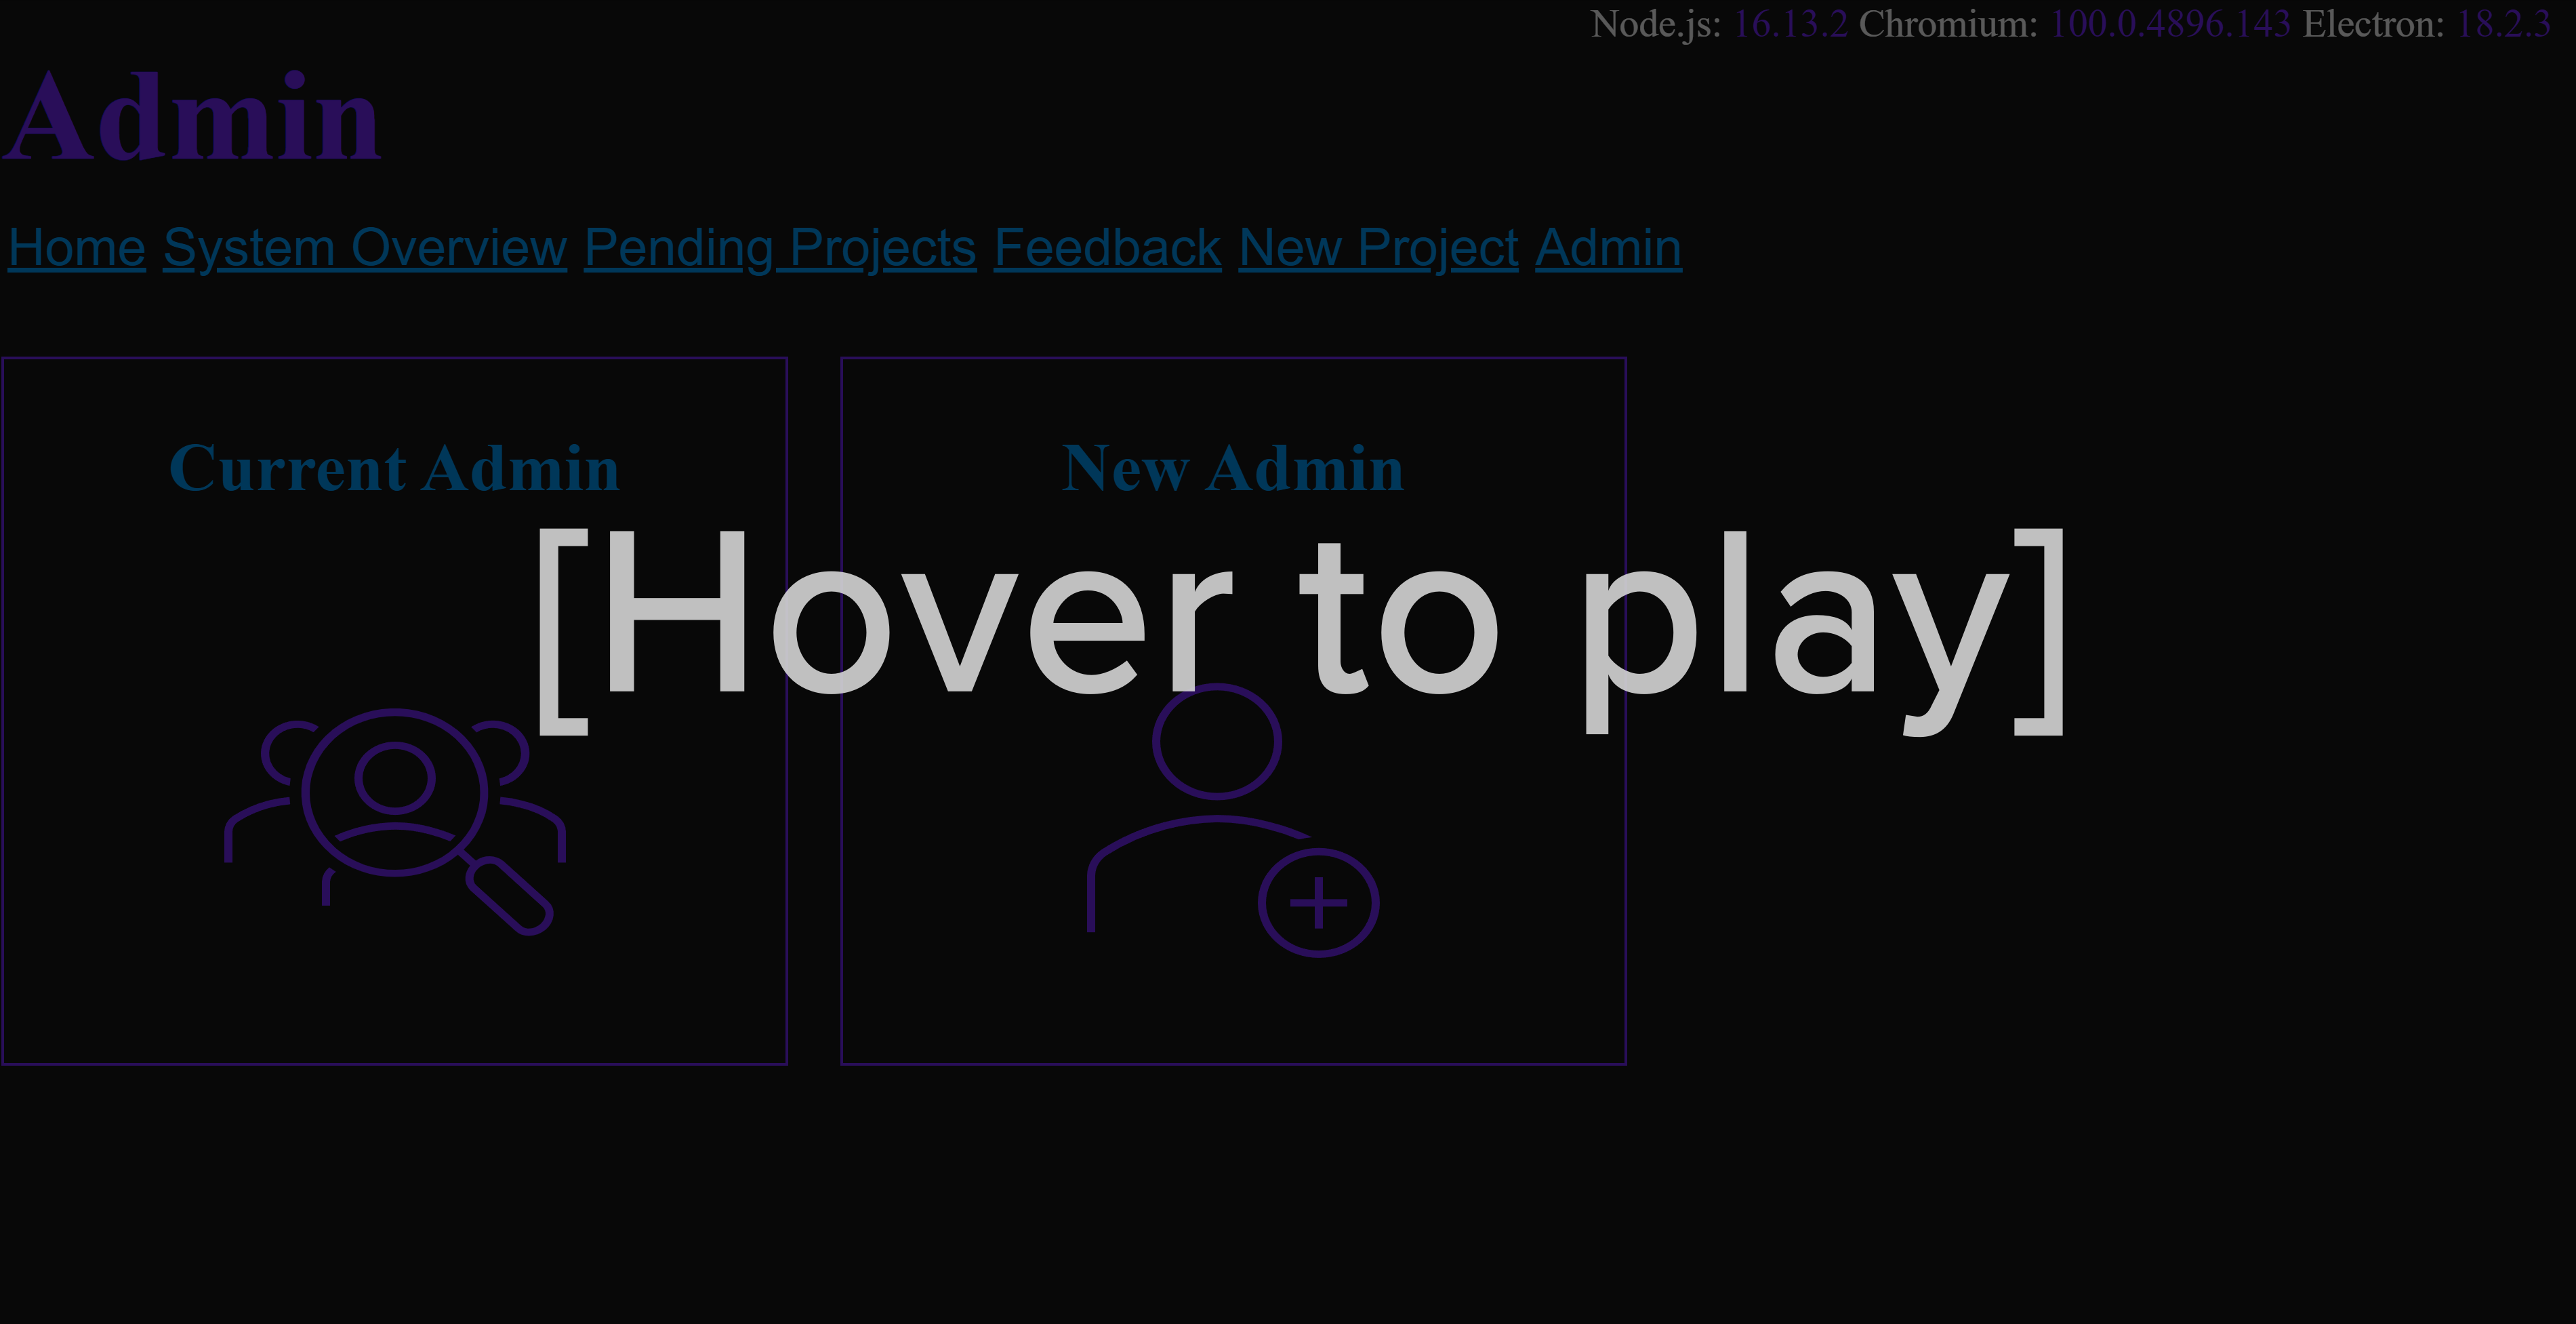 Node.js: 16.13.2 Chromium: 100.0.4896.143 Electron: 18.2.3
Admin
Home System Overview Pending Projects Feedback New Project Admin
Current Admin
New Admin
[Hover to play]